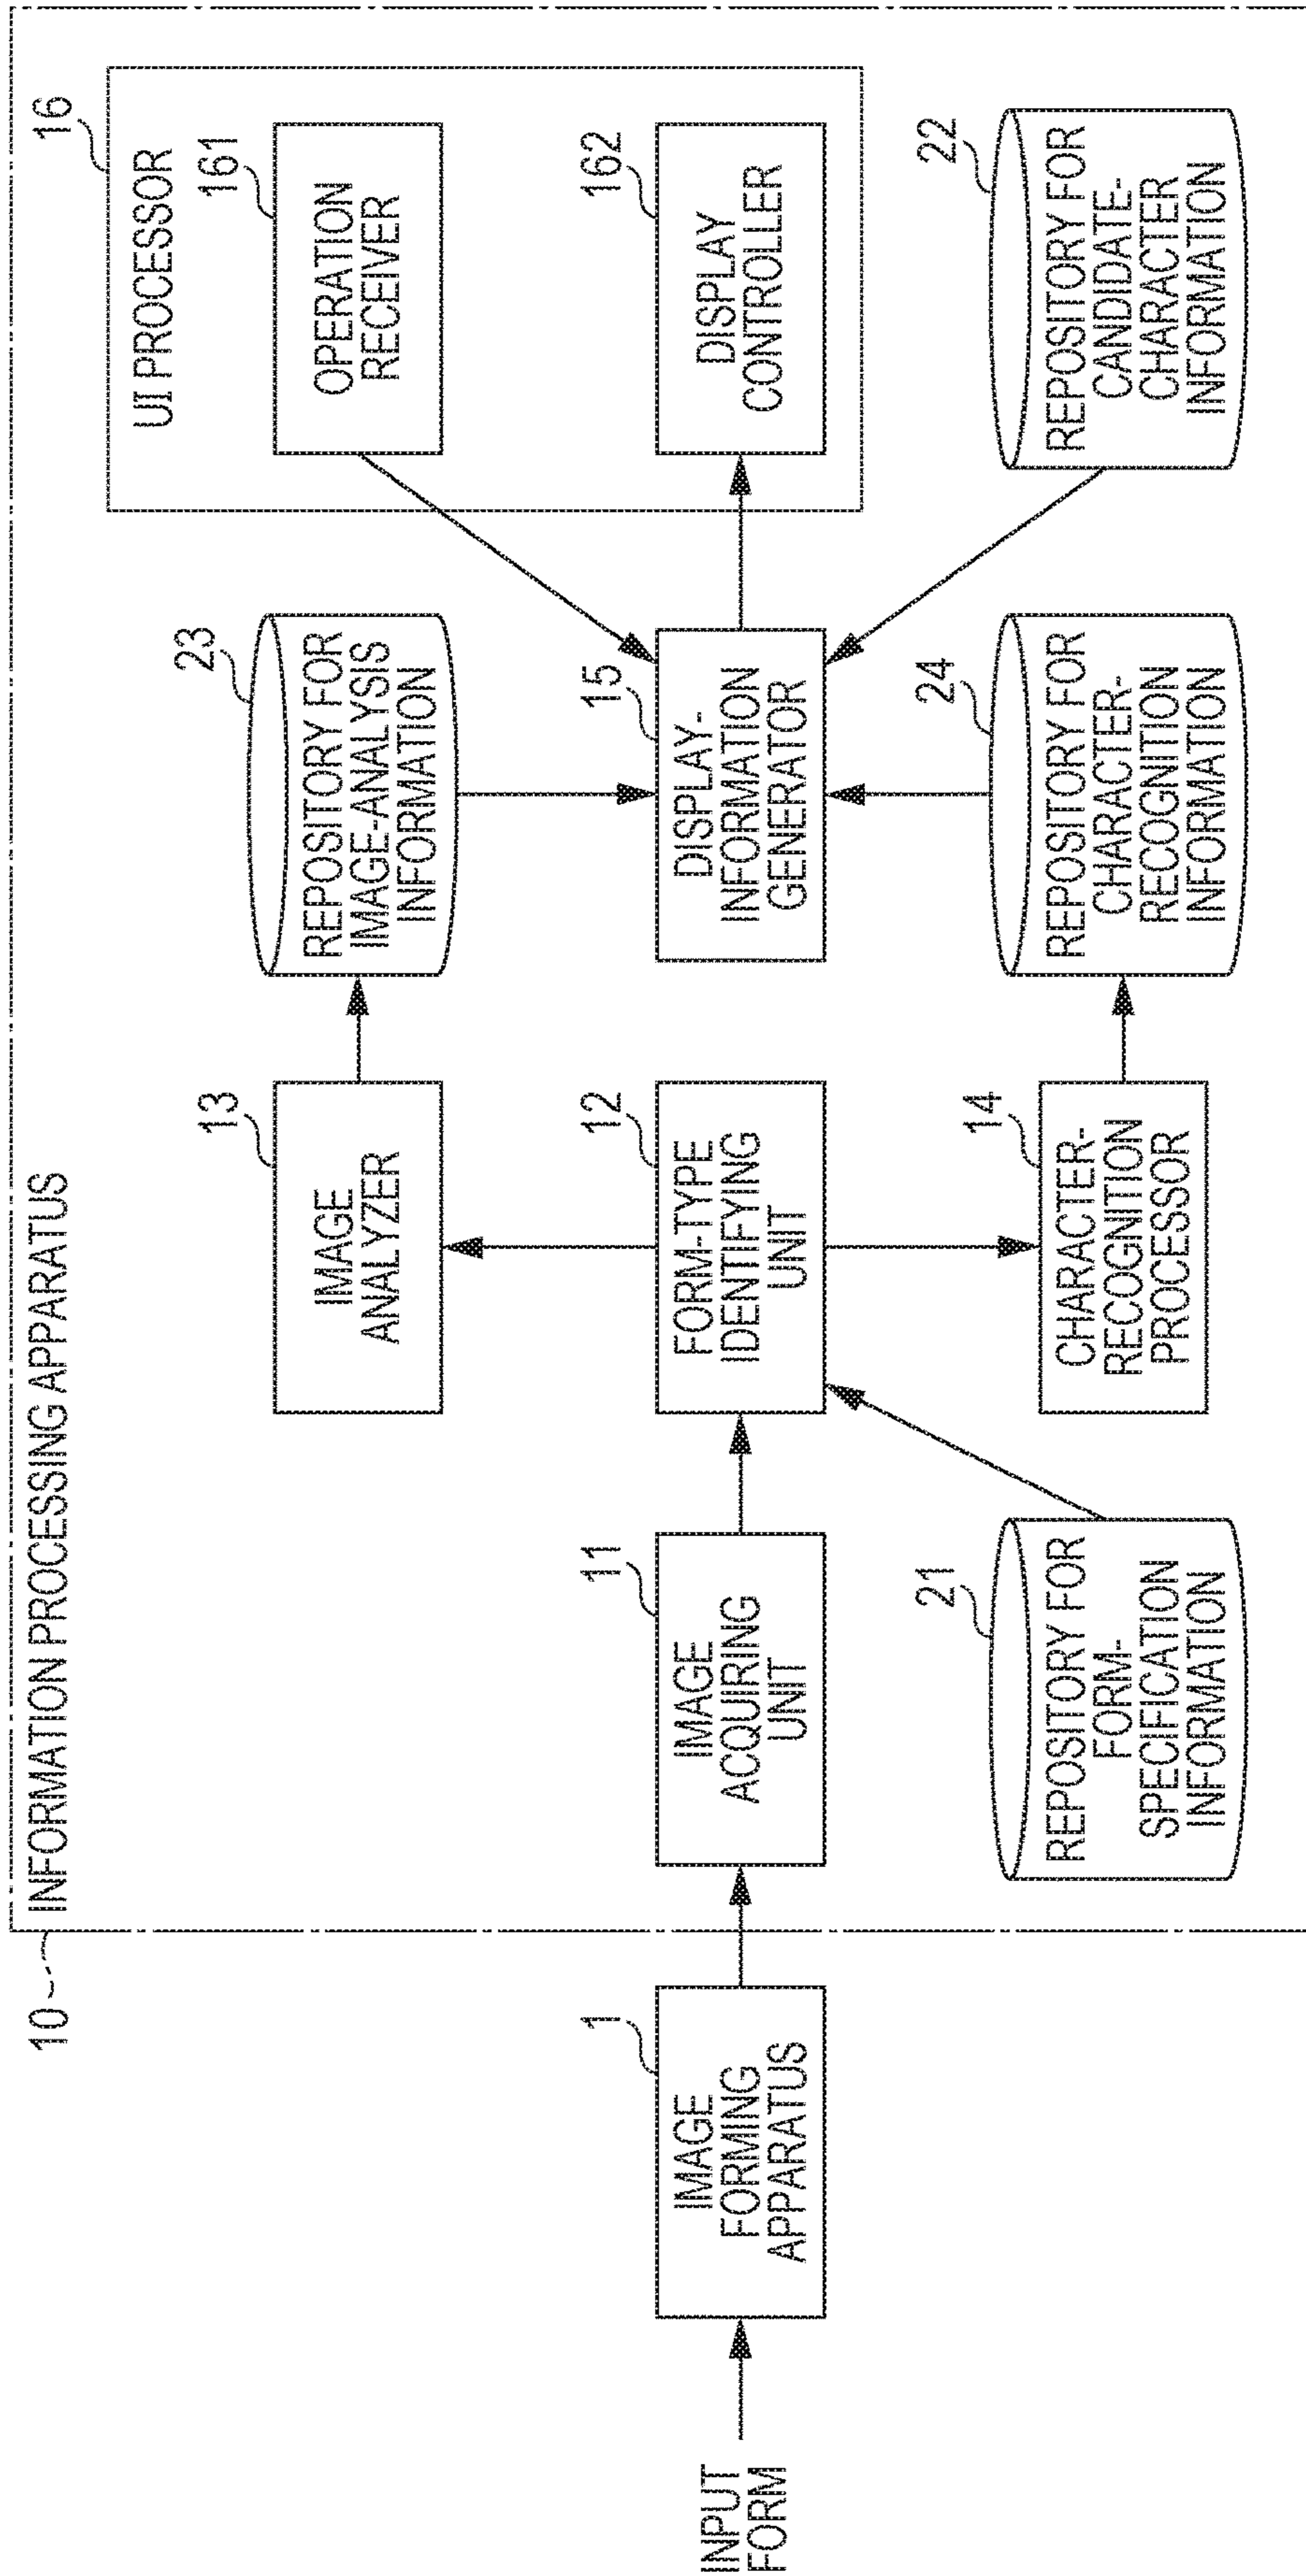 10
INFORMATION PROCESSING APPARATUS
16
UI PROCESSOR
13
IMAGE
ANALYZER
23
REPOSITORY FOR
IMAGE-ANALYSIS
INFORMATION
161
OPERATION
RECEIVER
INPUT
FORM
1
IMAGE
FORMING
APPARATUS
11
IMAGE
ACQUIRING
UNIT
12
FORM-TYPE
IDENTIFYING
UNIT
15
DISPLAY-
INFORMATION
GENERATOR
162
DISPLAY
CONTROLLER
21
REPOSITORY FOR
FORM-
SPECIFICATION
INFORMATION
14
CHARACTER-
RECOGNITION
PROCESSOR
24
REPOSITORY FOR
CHARACTER-
RECOGNITION
INFORMATION
22
REPOSITORY FOR
CANDIDATE-
CHARACTER
INFORMATION